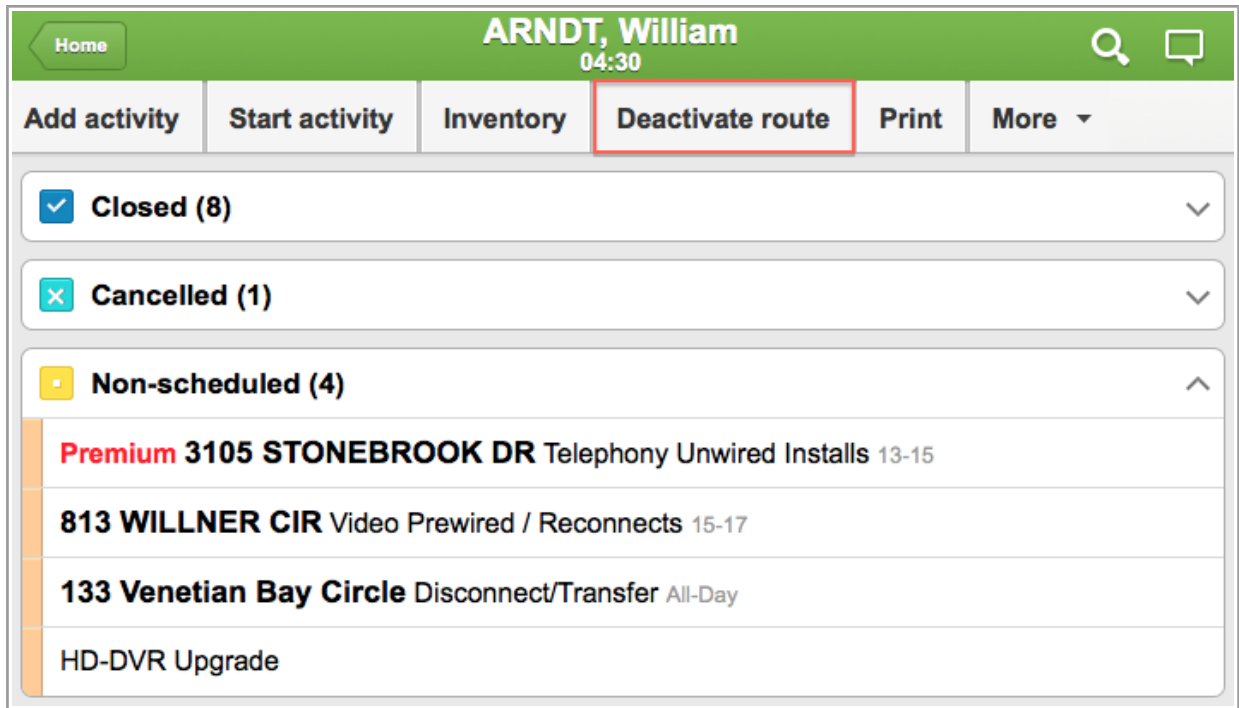 Home
ARNDT, William
04:30
Add activity Start activity Inventory Deactivate route Print More
Closed (8)
Cancelled (1)
Non-scheduled (4)
Premium 3105 STONEBROOK DR Telephony Unwired Installs 13-15
813 WILLNER CIR Video Prewired / Reconnects 15-17
133 Venetian Bay Circle Disconnect/Transfer All-Day
HD-DVR Upgrade